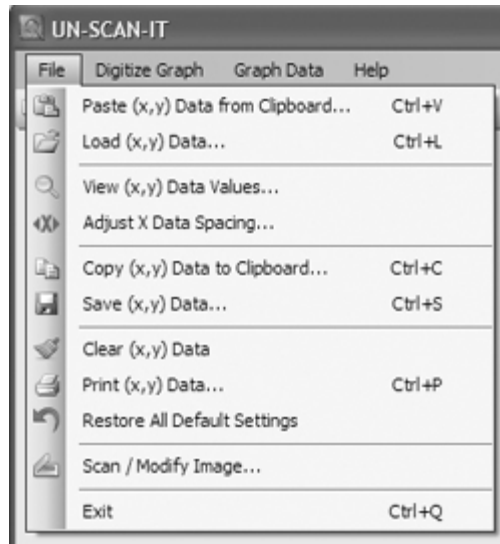 UN-SCAN-IT
File Digitize Graph Graph Data Help
Paste (x,y) Data from Clipboard... Ctrl+V
Load (x,y) Data... Ctrl+L
View (x,y) Data Values...
Adjust X Data Spacing...
Copy (x,y) Data to Clipboard... Ctrl+C
Save (x,y) Data... Ctrl+S
Clear (x,y) Data
Print (x,y) Data... Ctrl+P
Restore All Default Settings
Scan / Modify Image...
Exit Ctrl+Q